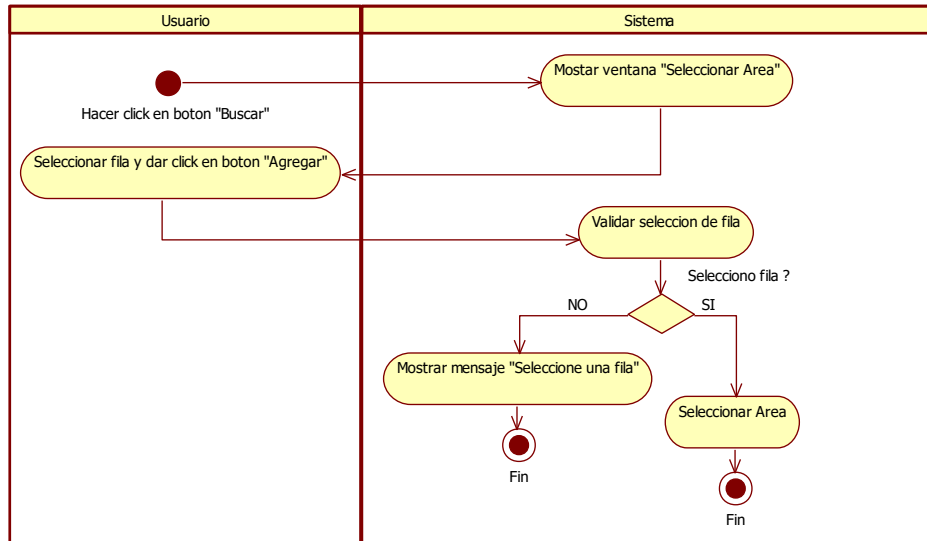 Usuario
Sistema
Mostar ventana "Seleccionar Area"
Hacer click en boton "Buscar"
Seleccionar fila y dar click en boton "Agregar"
Validar seleccion de fila
Selecciono fila ?
NO
SI
Mostrar mensaje "Seleccione una fila"
Seleccionar Area
Fin
Fin